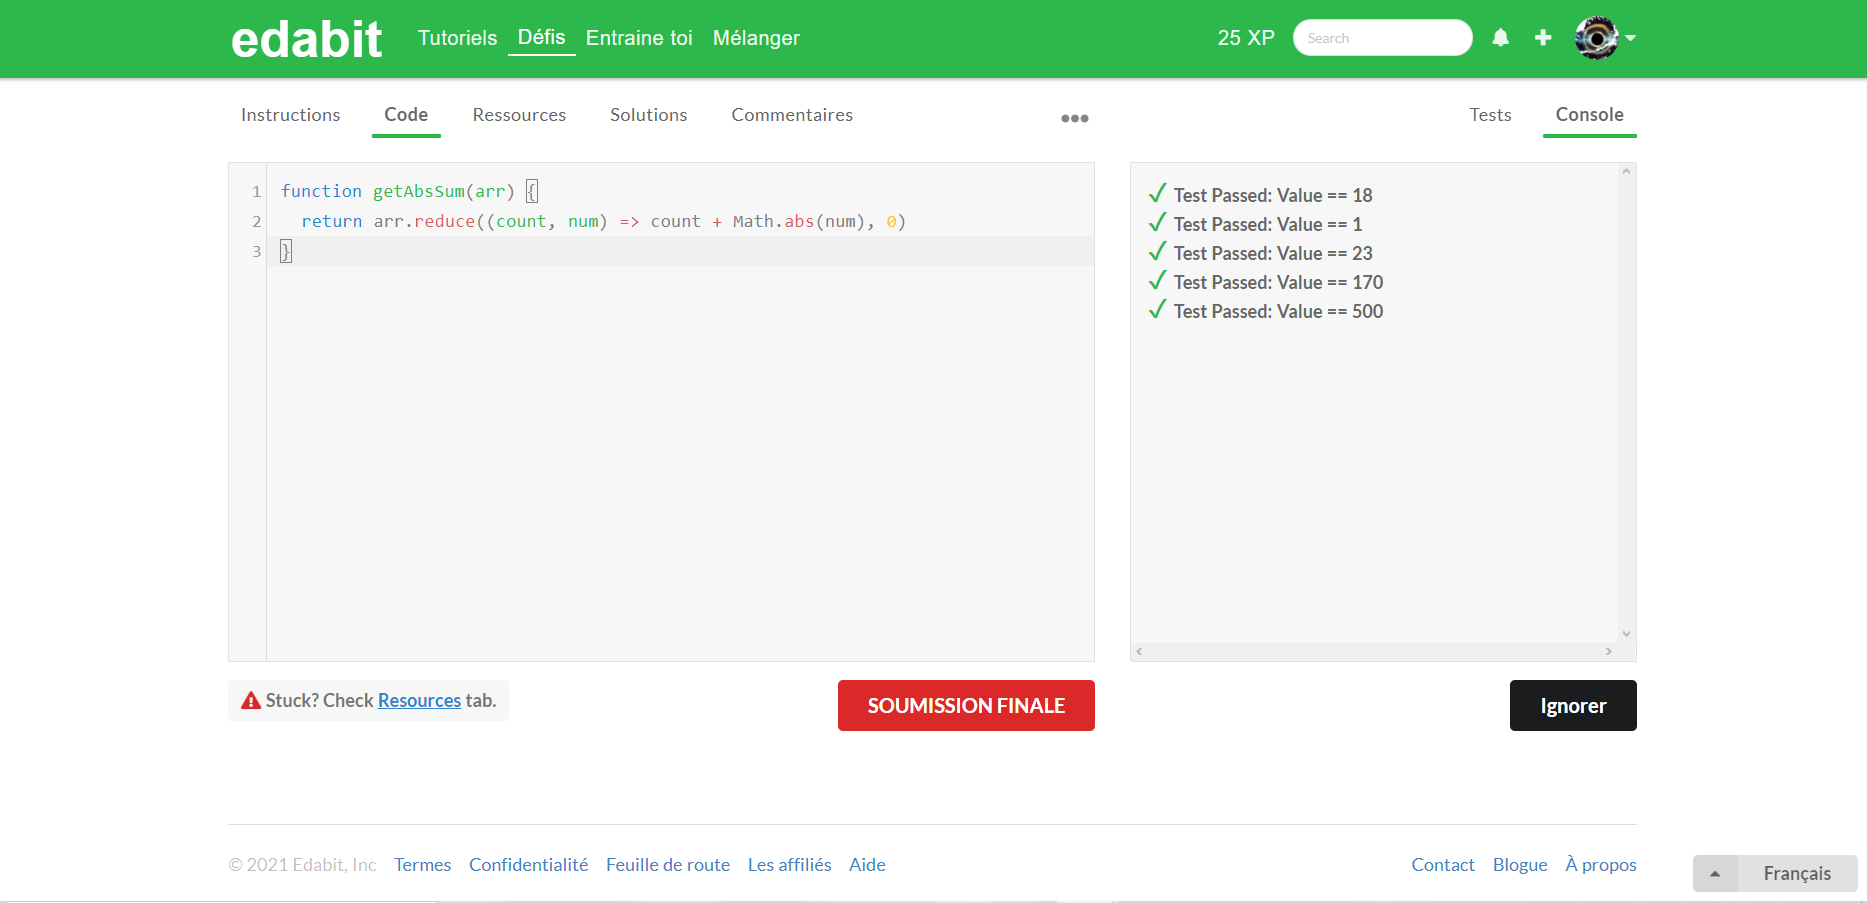 edabit Tutoriels Défis Entraine toi Mélanger 25 XP Search
Instructions Code Ressources Solutions Commentaires Tests Console
1 function getAbsSum(arr) {
2 return arr.reduce((count, num) => count + Math.abs(num), 0)
3 }
Test Passed: Value == 18
Test Passed: Value == 1
Test Passed: Value == 23
Test Passed: Value == 170
Test Passed: Value == 500
Stuck? Check Resources tab. SOUMISSION FINALE Ignorer
© 2021 Edabit, Inc Termes Confidentialité Feuille de route Les affiliés Aide Contact Blogue À propos
Français